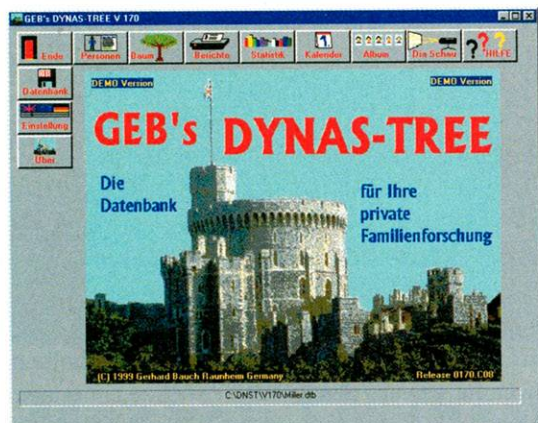 GEB's DYNAS-TREE V 170
Ende Personen Baum Berichte Statistik Kalender Album Dia Schau HILFE
Datenbank
Einstellung
Über
DEMO Version DEMO Version
GEB's DYNAS-TREE
Die
Datenbank
für Ihre
private
Familienforschung
(C) 1999 Gerhard Bauch Raunheim Germany Release 0170.C08
C:\DNST\V170\Miller.dtb